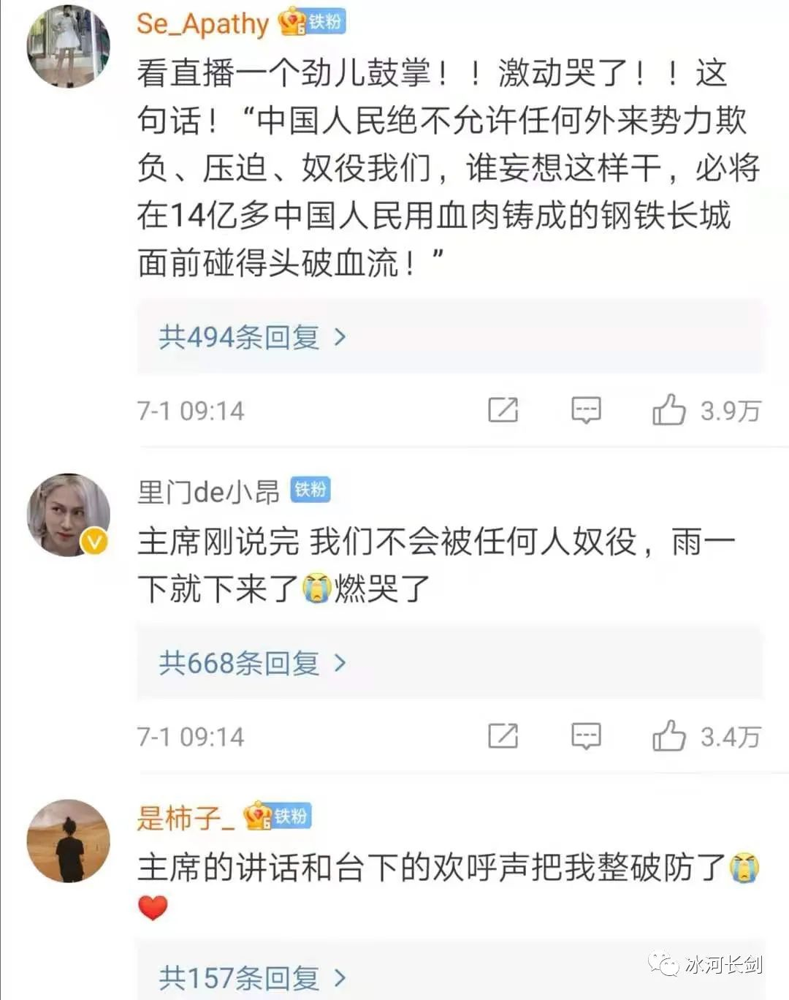 Se_Apathy 6 铁粉
看直播一个劲儿鼓掌！！激动哭了！！这
句话！“中国人民绝不允许任何外来势力欺
负、压迫、奴役我们，谁妄想这样干，必将
在14亿多中国人民用血肉铸成的钢铁长城
面前碰得头破血流！”
共494条回复 >
7-1 09:14 3.9万
里门de小昂 铁粉
V
主席刚说完 我们不会被任何人奴役，雨一
下就下来了😭燃哭了
共668条回复 >
7-1 09:14 3.4万
是柿子_ 6 铁粉
主席的讲话和台下的欢呼声把我整破防了😭
❤️
共157条回复 >
冰河长剑